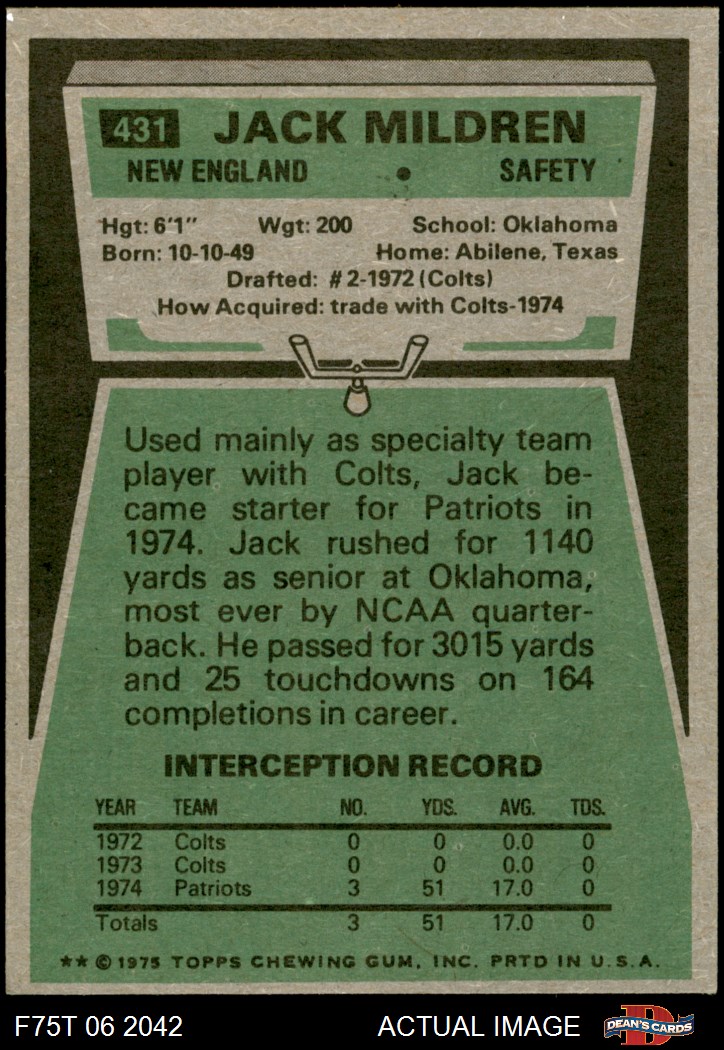 431 JACK MILDREN
NEW ENGLAND • SAFETY
Hgt: 6'1" Wgt: 200 School: Oklahoma
Born: 10-10-49 Home: Abilene, Texas
Drafted: #2-1972 (Colts)
How Acquired: trade with Colts-1974
Used mainly as specialty team
player with Colts, Jack be-
came starter for Patriots in
1974. Jack rushed for 1140
yards as senior at Oklahoma,
most ever by NCAA quarter-
back. He passed for 3015 yards
and 25 touchdowns on 164
completions in career.
INTERCEPTION RECORD
YEAR TEAM NO. YDS. AVG. TDS.
1972 Colts 0 0 0.0 0
1973 Colts 0 0 0.0 0
1974 Patriots 3 51 17.0 0
Totals 3 51 17.0 0
** © 1975 TOPPS CHEWING GUM, INC. PRTD IN U.S.A.
F75T 06 2042 ACTUAL IMAGE D DEAN'S CARDS